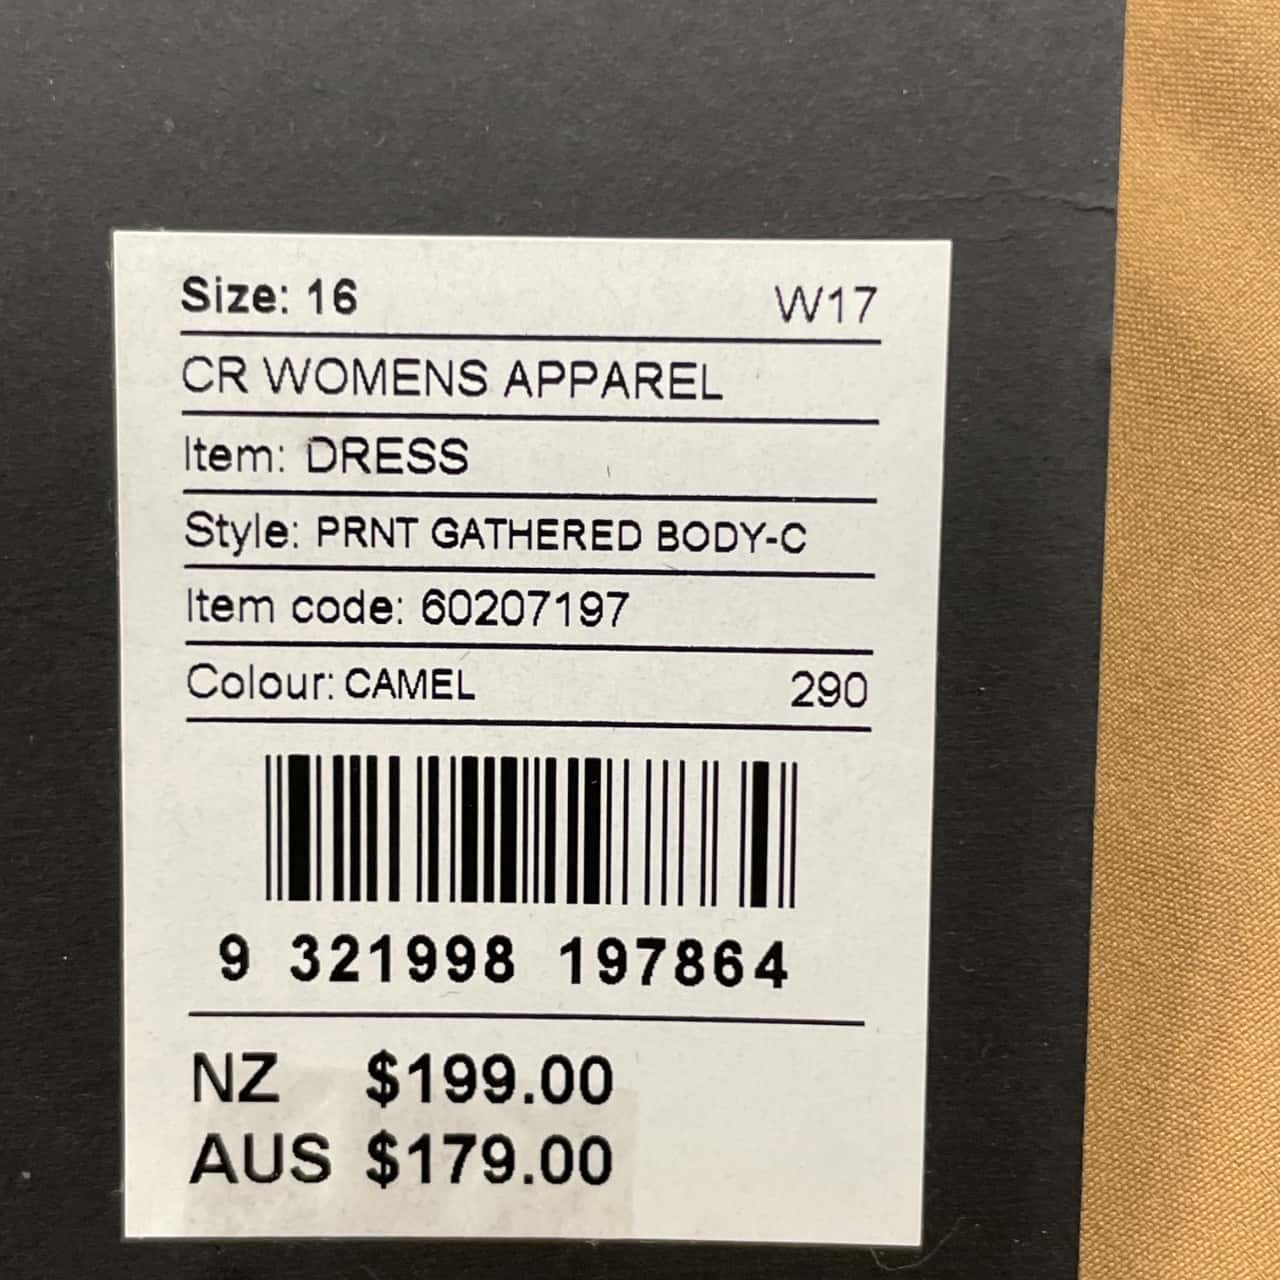 Size: 16 W17
CR WOMENS APPAREL
Item: DRESS
Style: PRNT GATHERED BODY-C
Item code: 60207197
Colour: CAMEL 290
9 321998 197864
NZ $199.00
AUS $179.00